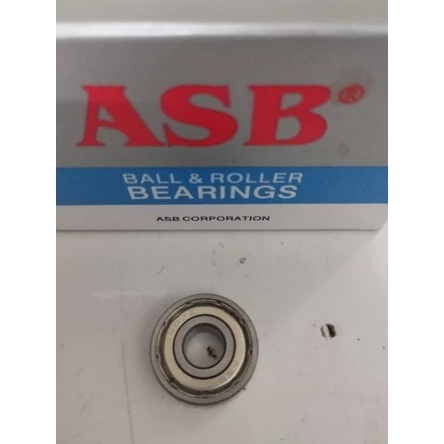 ASB®
BALL & ROLLER
BEARINGS
ASB CORPORATION